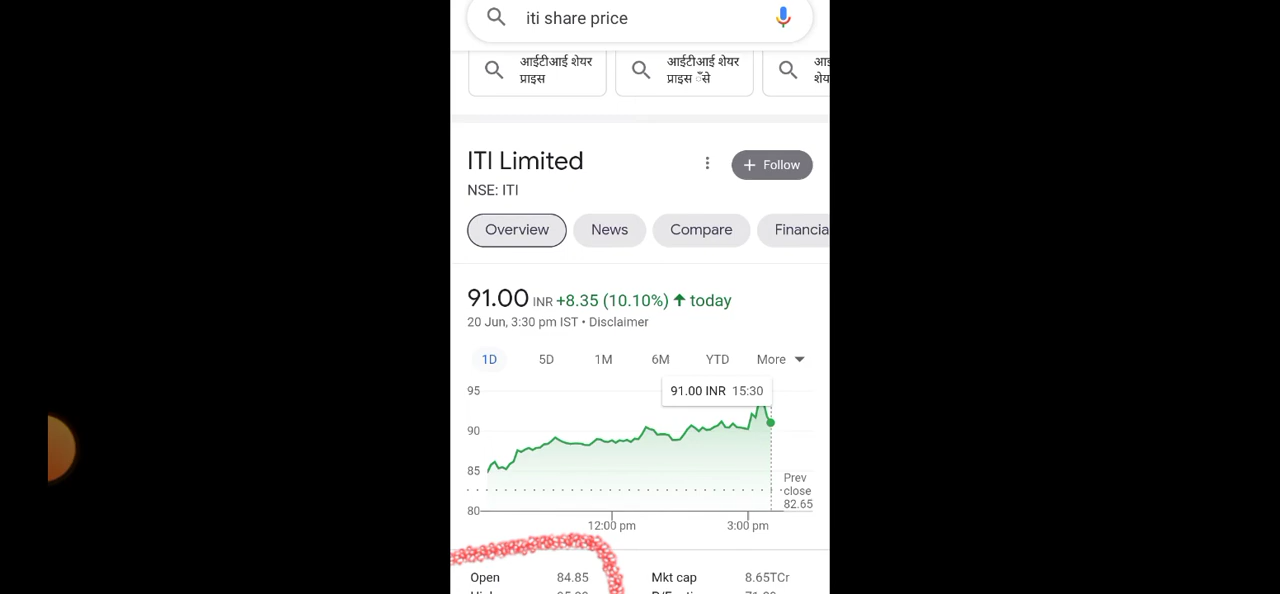 iti share price
आईटीआई शेयर
प्राइस
आईटीआई शेयर
प्राइस ँसे
ITI Limited
Follow
NSE: ITI
Overview
News
Compare
Financia
91.00 INR +8.35 (10.10%) ↑ today
20 Jun, 3:30 pm IST • Disclaimer
1D
5D
1M
6M
YTD
More
91.00 INR 15:30
95
90
85
80
Prev
close
82.65
12:00 pm
3:00 pm
Open 84.85
Mkt cap 8.65TCr